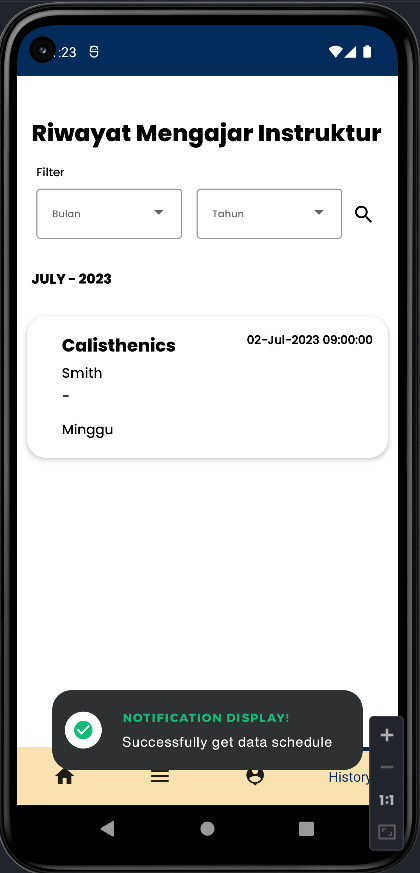 :23
Riwayat Mengajar Instruktur
Filter
Bulan
Tahun
JULY - 2023
Calisthenics
02-Jul-2023 09:00:00
Smith
-
Minggu
NOTIFICATION DISPLAY!
Successfully get data schedule
History
1:1